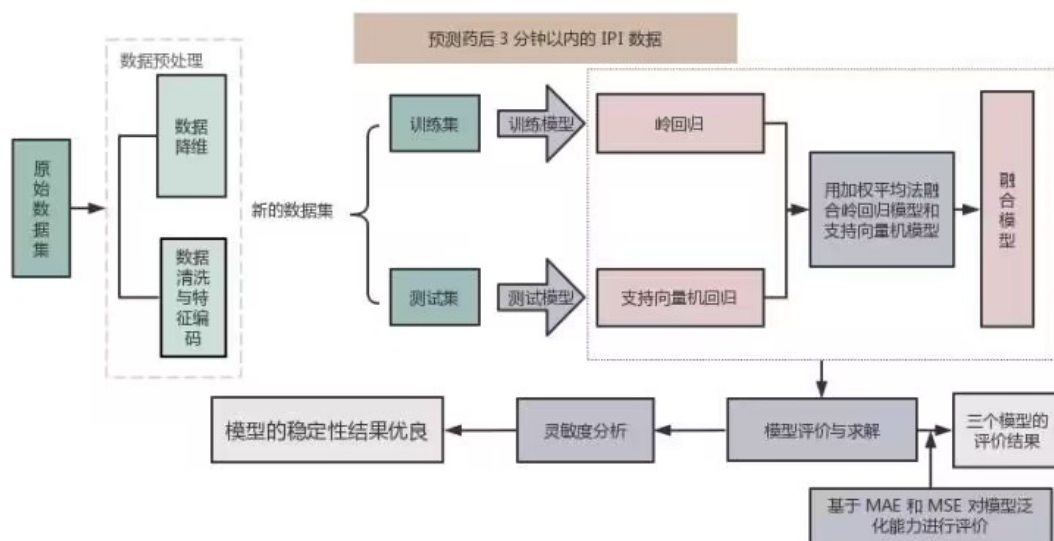 预测药后 3 分钟以内的 IPI 数据
数据预处理
原
始
数
据
集
数据
降维
数据
清洗
与特
征编
码
新的数据集
训练集
训练模型
测试集
测试模型
岭回归
支持向量机回归
用加权平均法融
合岭回归模型和
支持向量机模型
融
合
模
型
模型的稳定性结果优良
灵敏度分析
模型评价与求解
三个模型的
评价结果
基于 MAE 和 MSE 对模型泛
化能力进行评价